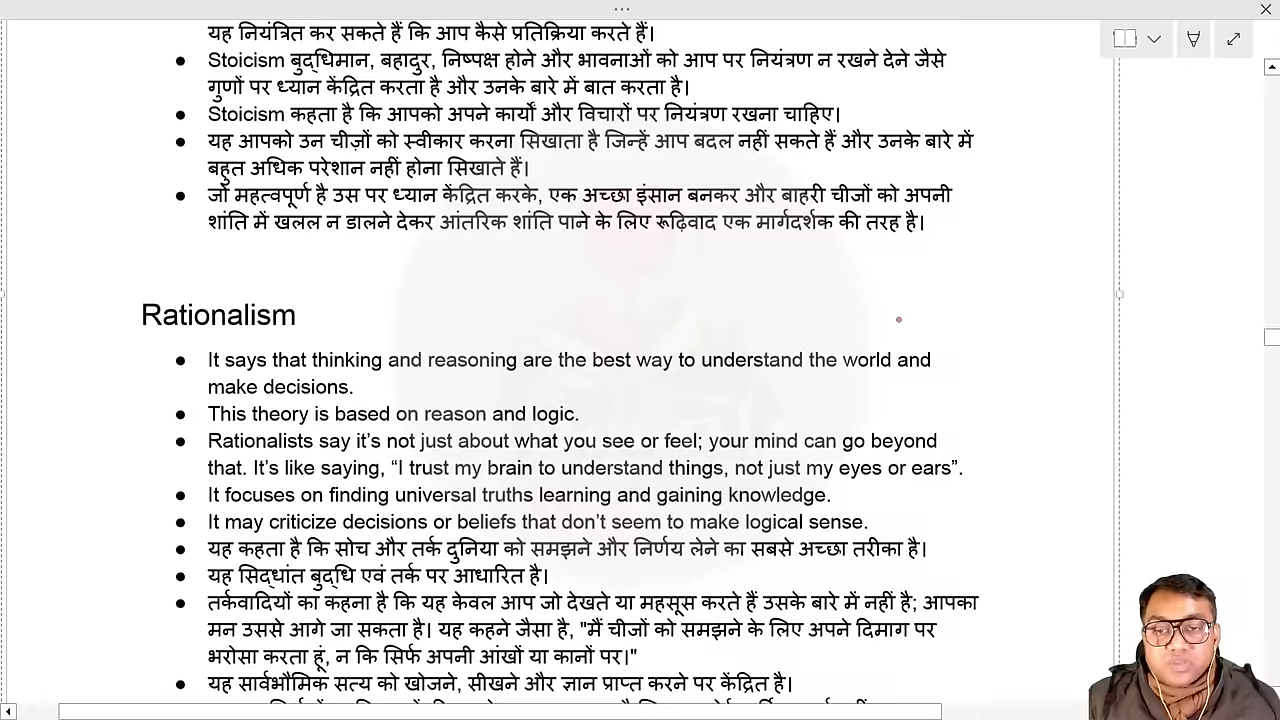 यह नियंत्रित कर सकते हैं कि आप कैसे प्रतिक्रिया करते हैं।
● Stoicism बुद्धिमान, बहादुर, निष्पक्ष होने और भावनाओं को आप पर नियंत्रण न रखने देने जैसे
गुणों पर ध्यान केंद्रित करता है और उनके बारे में बात करता है।
● Stoicism कहता है कि आपको अपने कार्यों और विचारों पर नियंत्रण रखना चाहिए।
● यह आपको उन चीज़ों को स्वीकार करना सिखाता है जिन्हें आप बदल नहीं सकते हैं और उनके बारे में
बहुत अधिक परेशान नहीं होना सिखाते हैं।
● जो महत्वपूर्ण है उस पर ध्यान केंद्रित करके, एक अच्छा इंसान बनकर और बाहरी चीजों को अपनी
शांति में खलल न डालने देकर आंतरिक शांति पाने के लिए रूढ़िवाद एक मार्गदर्शक की तरह है।
Rationalism
● It says that thinking and reasoning are the best way to understand the world and
make decisions.
● This theory is based on reason and logic.
● Rationalists say it’s not just about what you see or feel; your mind can go beyond
that. It’s like saying, “I trust my brain to understand things, not just my eyes or ears”.
● It focuses on finding universal truths learning and gaining knowledge.
● It may criticize decisions or beliefs that don’t seem to make logical sense.
● यह कहता है कि सोच और तर्क दुनिया को समझने और निर्णय लेने का सबसे अच्छा तरीका है।
● यह सिद्धांत बुद्धि एवं तर्क पर आधारित है।
● तर्कवादियों का कहना है कि यह केवल आप जो देखते या महसूस करते हैं उसके बारे में नहीं है; आपका
मन उससे आगे जा सकता है। यह कहने जैसा है, "मैं चीजों को समझने के लिए अपने दिमाग पर
भरोसा करता हूं, न कि सिर्फ अपनी आंखों या कानों पर।"
● यह सार्वभौमिक सत्य को खोजने, सीखने और ज्ञान प्राप्त करने पर केंद्रित है।